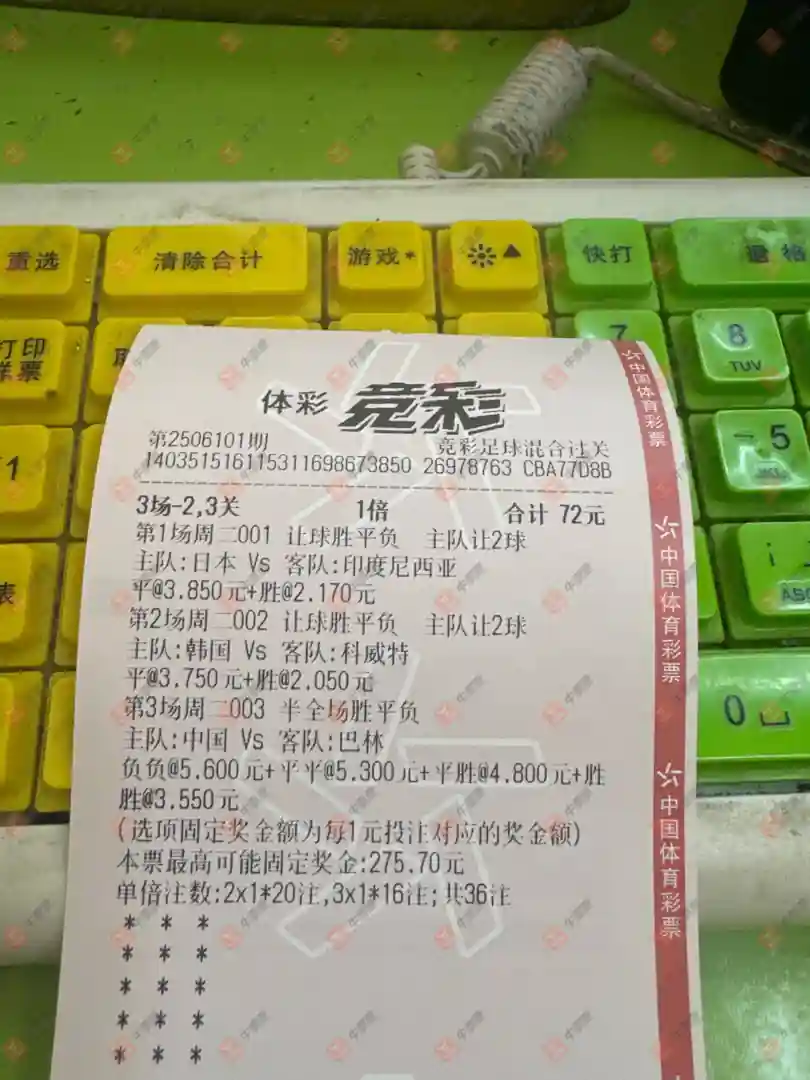 重选
清除合计
游戏*
快打
打印
样票
7
8
TUV
1
5
表
0
体彩 竞彩
第2506101期 竞彩足球混合过关
140351516115311698673850 26978763 CBA77D8B
3场-2,3关 1倍 合计 72元
第1场周二001 让球胜平负 主队让2球
主队:日本 Vs 客队:印度尼西亚
平@3.850元+胜@2.170元
第2场周二002 让球胜平负 主队让2球
主队:韩国 Vs 客队:科威特
平@3.750元+胜@2.050元
第3场周二003 半全场胜平负
主队:中国 Vs 客队:巴林
负负@5.600元+平平@5.300元+平胜@4.800元+胜
胜@3.550元
(选项固定奖金额为每1元投注对应的奖金额)
本票最高可能固定奖金:275.70元
单倍注数:2x1*20注,3x1*16注;共36注
* * *
* * *
* * *
* * *
* * *
中国体育彩票
中国体育彩票
中国体育彩票